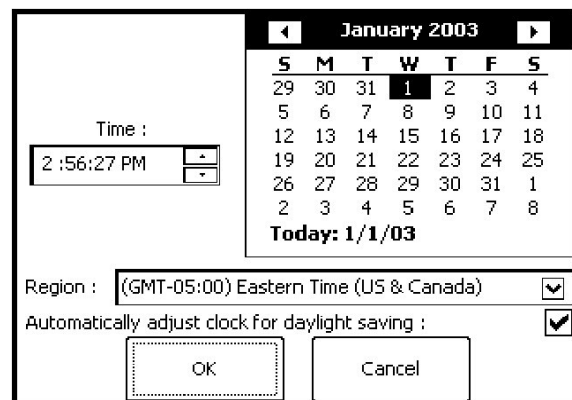 January 2003
S M T W T F S
29 30 31 1 2 3 4
5 6 7 8 9 10 11
12 13 14 15 16 17 18
19 20 21 22 23 24 25
26 27 28 29 30 31 1
2 3 4 5 6 7 8
Today: 1/1/03
Time :
2 :56:27 PM
Region : (GMT-05:00) Eastern Time (US & Canada)
Automatically adjust clock for daylight saving :
OK Cancel